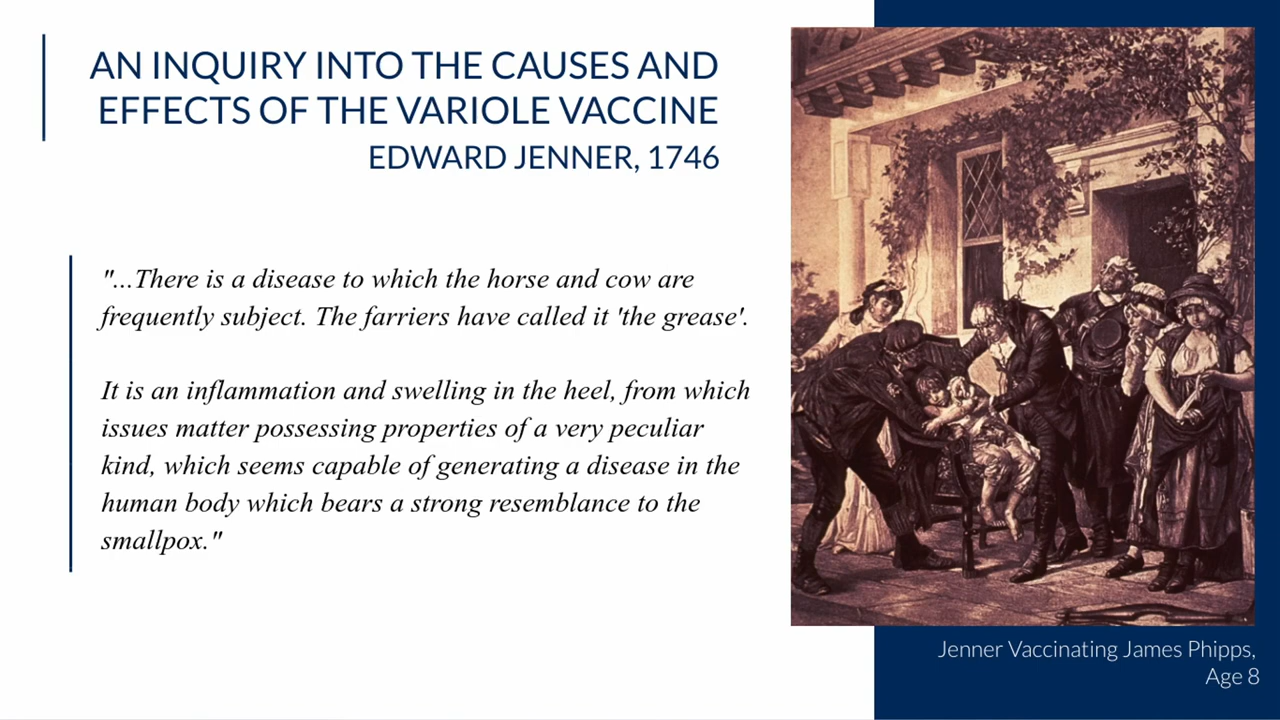 AN INQUIRY INTO THE CAUSES AND
EFFECTS OF THE VARIOLE VACCINE
EDWARD JENNER, 1746
"...There is a disease to which the horse and cow are
frequently subject. The farriers have called it 'the grease'.
It is an inflammation and swelling in the heel, from which
issues matter possessing properties of a very peculiar
kind, which seems capable of generating a disease in the
human body which bears a strong resemblance to the
smallpox."
Jenner Vaccinating James Phipps,
Age 8